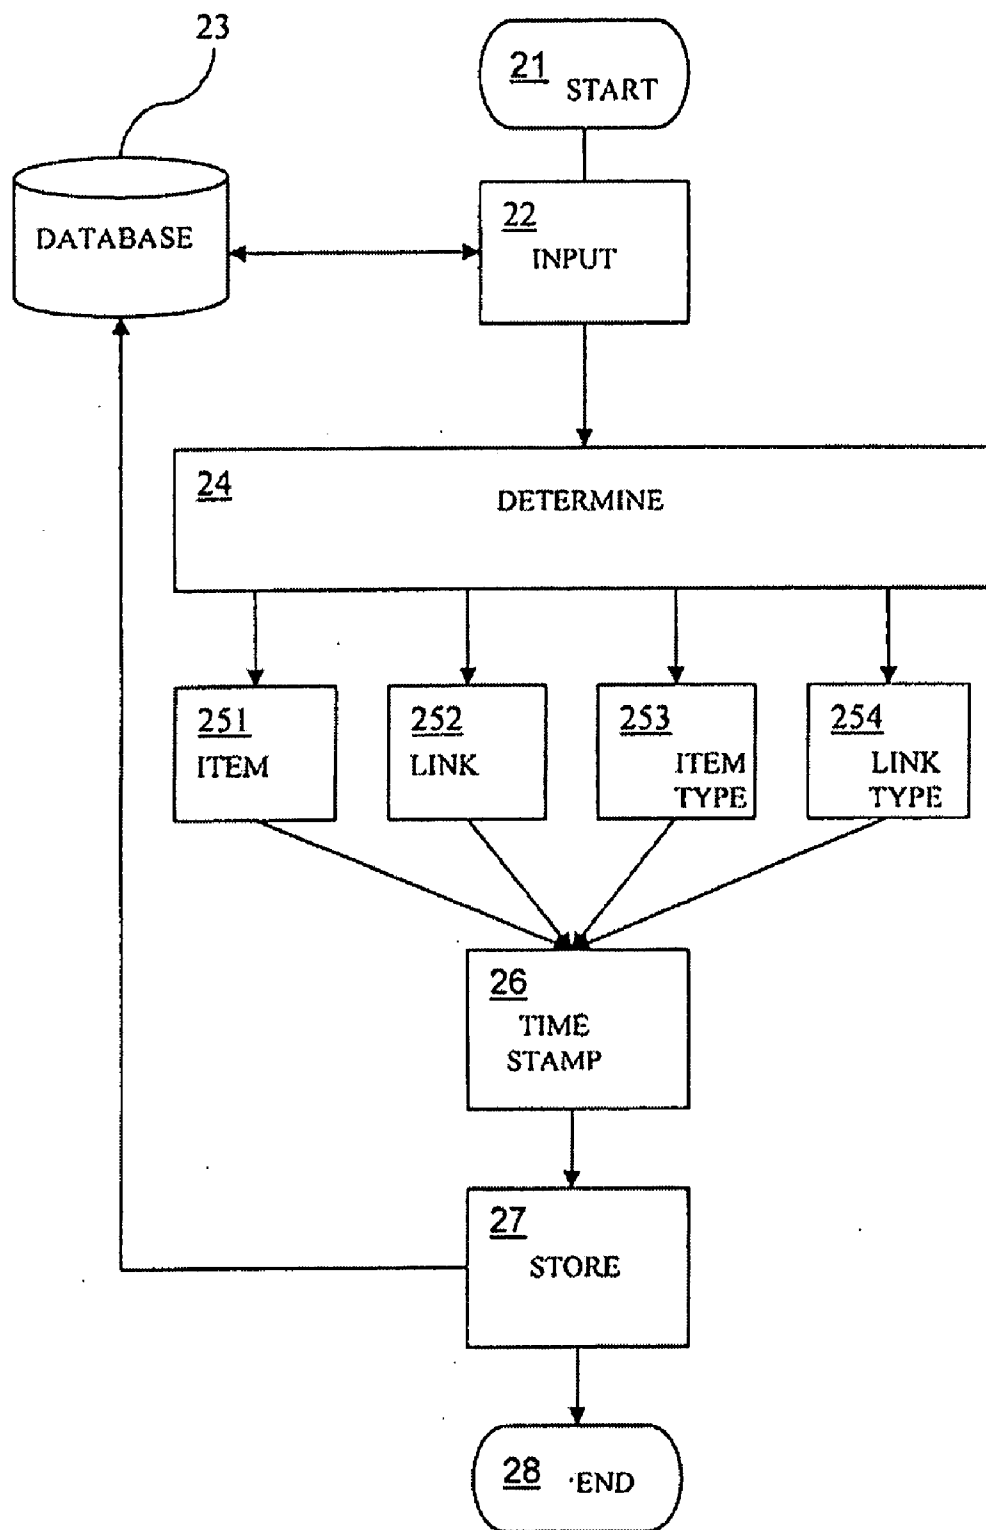 23
21 START
DATABASE
22
INPUT
24
DETERMINE
251
ITEM
252
LINK
253
ITEM
TYPE
254
LINK
TYPE
26
TIME
STAMP
27
STORE
28 END